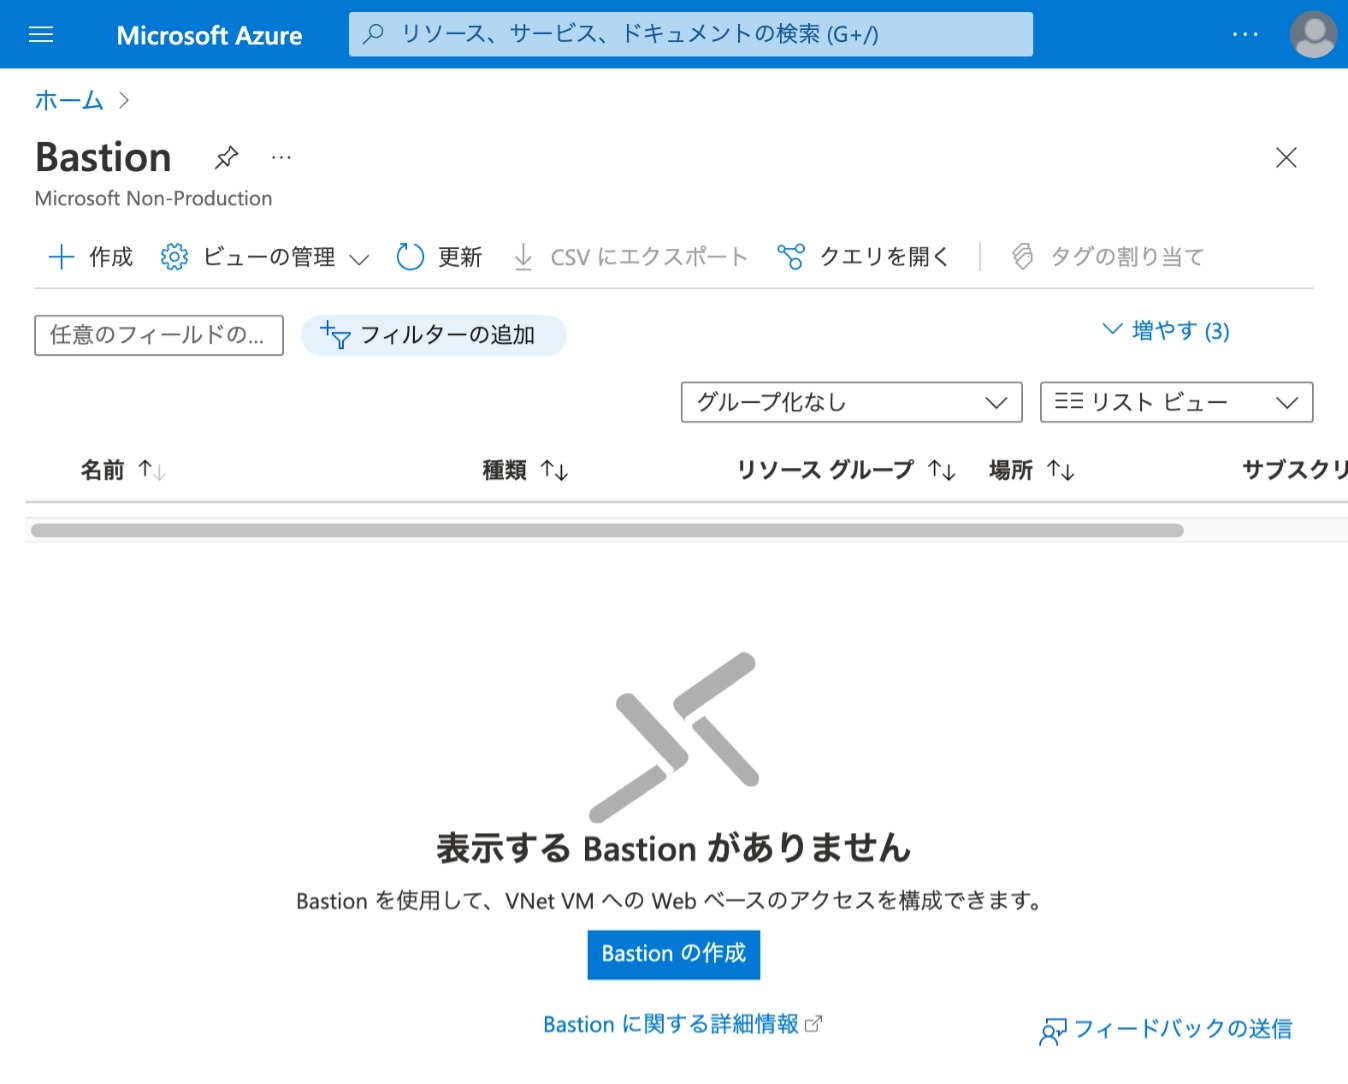 Microsoft Azure
リソース、サービス、ドキュメントの検索 (G+/)
ホーム
Bastion
Microsoft Non-Production
作成 ビューの管理 更新 CSV にエクスポート クエリを開く タグの割り当て
任意のフィールドの... フィルターの追加 増やす (3)
グループ化なし リスト ビュー
名前 種類 リソース グループ 場所 サブスクリ
表示する Bastion がありません
Bastion を使用して、VNet VM への Web ベースのアクセスを構成できます。
Bastion の作成
Bastion に関する詳細情報
フィードバックの送信